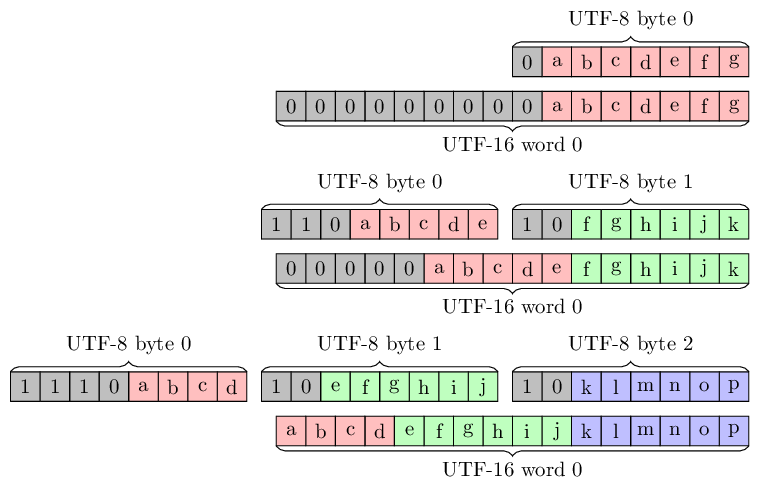 UTF-8 byte 0
0 a b c d e f g
0 0 0 0 0 0 0 0 0 a b c d e f g
UTF-16 word 0
UTF-8 byte 0 UTF-8 byte 1
1 1 0 a b c d e 1 0 f g h i j k
0 0 0 0 0 a b c d e f g h i j k
UTF-16 word 0
UTF-8 byte 0 UTF-8 byte 1 UTF-8 byte 2
1 1 1 0 a b c d 1 0 e f g h i j 1 0 k l m n o p
a b c d e f g h i j k l m n o p
UTF-16 word 0